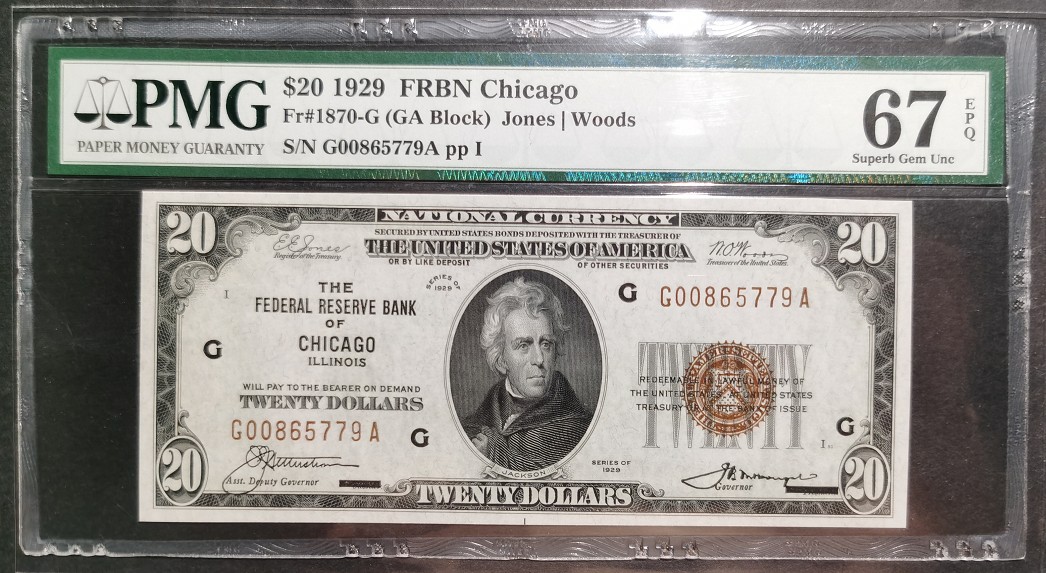 PMG
PAPER MONEY GUARANTY
$20 1929 FRBN Chicago
Fr#1870-G (GA Block) Jones | Woods
S/N G00865779A pp I
67
EPQ
Superb Gem Unc
20
NATIONAL CURRENCY
20
SECURED BY UNITED STATES BONDS DEPOSITED WITH THE TREASURER OF
THE UNITED STATES OF AMERICA
OR BY LIKE DEPOSIT OF OTHER SECURITIES
E E Jones
Register of the Treasury
W.O. Woods
Treasurer of the United States
SERIES OF
1929
I
THE
FEDERAL RESERVE BANK
OF
CHICAGO
ILLINOIS
G
G G00865779A
WILL PAY TO THE BEARER ON DEMAND
TWENTY DOLLARS
G00865779A
G
REDEEMABLE IN LAWFUL MONEY OF
THE UNITED STATES AT UNITED STATES
TREASURY OR THE BANK OF ISSUE
TWENTY
G
I
JACKSON
SERIES OF
1929
Asst. Deputy Governor
Governor
20
TWENTY DOLLARS
20